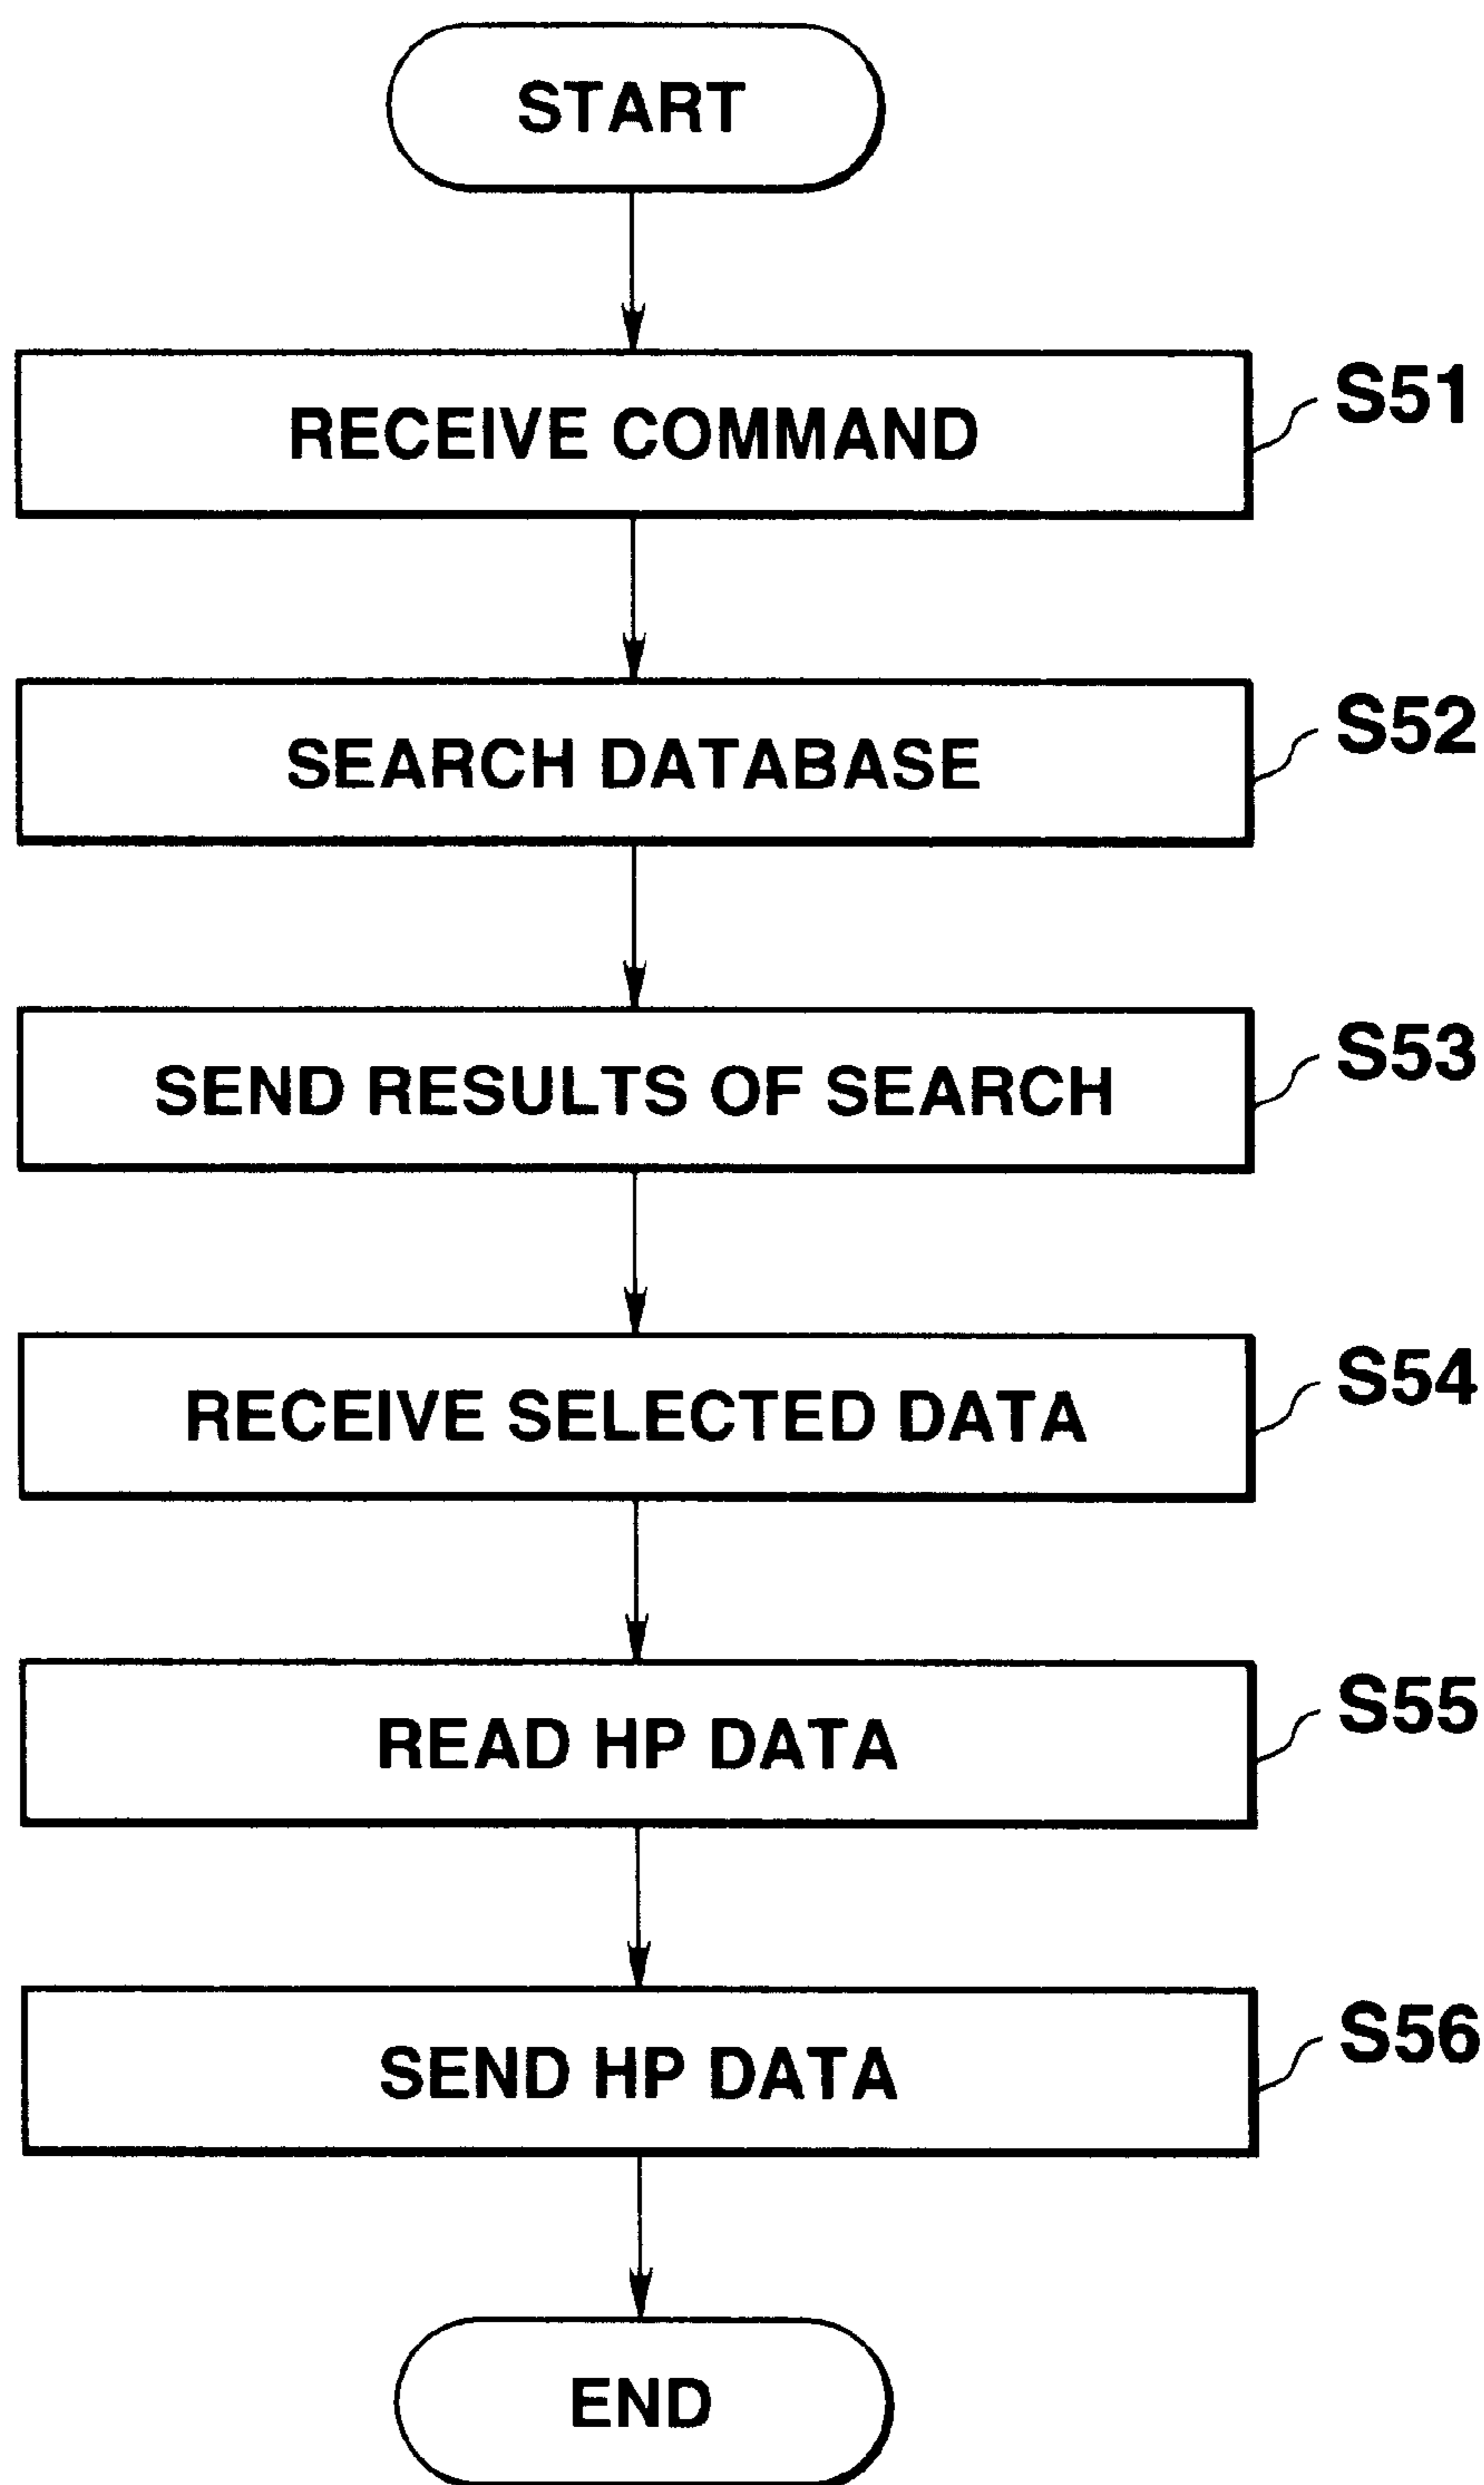 START
RECEIVE COMMAND
S51
SEARCH DATABASE
S52
SEND RESULTS OF SEARCH
S53
RECEIVE SELECTED DATA
S54
READ HP DATA
S55
SEND HP DATA
S56
END